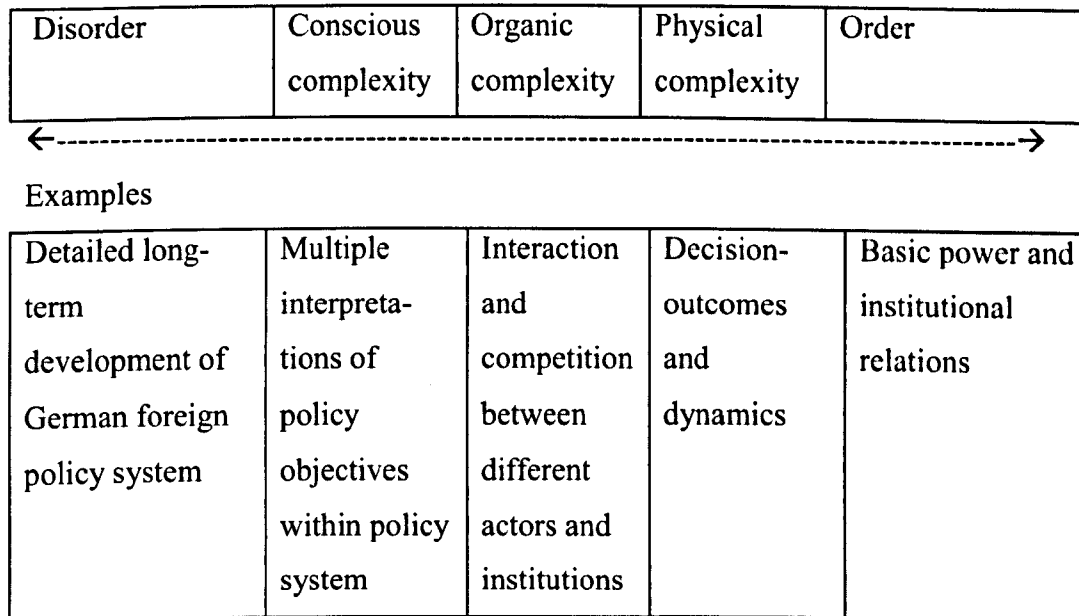 Disorder
Conscious
complexity
Organic
complexity
Physical
complexity
Order
Examples
Detailed long-
term
development of
German foreign
policy system
Multiple
interpreta-
tions of
policy
objectives
within policy
system
Interaction
and
competition
between
different
actors and
institutions
Decision-
outcomes
and
dynamics
Basic power and
institutional
relations